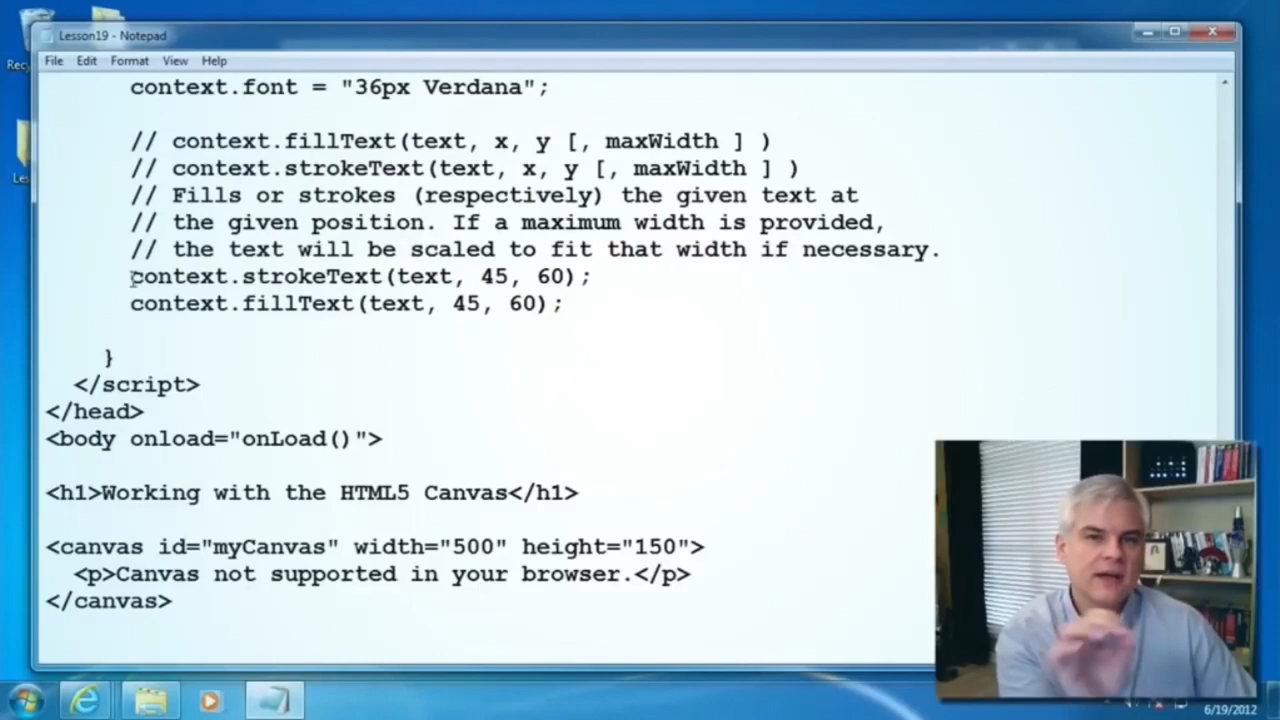 Lesson19 - Notepad
File Edit Format View Help
context.font = "36px Verdana";
// context.fillText(text, x, y [, maxWidth ] )
// context.strokeText(text, x, y [, maxWidth ] )
// Fills or strokes (respectively) the given text at
// the given position. If a maximum width is provided,
// the text will be scaled to fit that width if necessary.
context.strokeText(text, 45, 60);
context.fillText(text, 45, 60);
}
</script>
</head>
<body onload="onLoad()">
<h1>Working with the HTML5 Canvas</h1>
<canvas id="myCanvas" width="500" height="150">
<p>Canvas not supported in your browser.</p>
</canvas>
6/19/2012